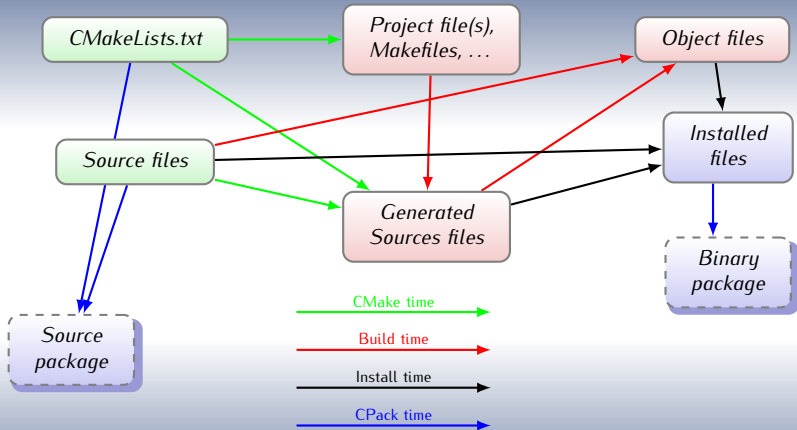 CMakeLists.txt
Project file(s),
Makefiles, ...
Object files
Source files
Installed
files
Generated
Sources files
Binary
package
Source
package
CMake time
Build time
Install time
CPack time